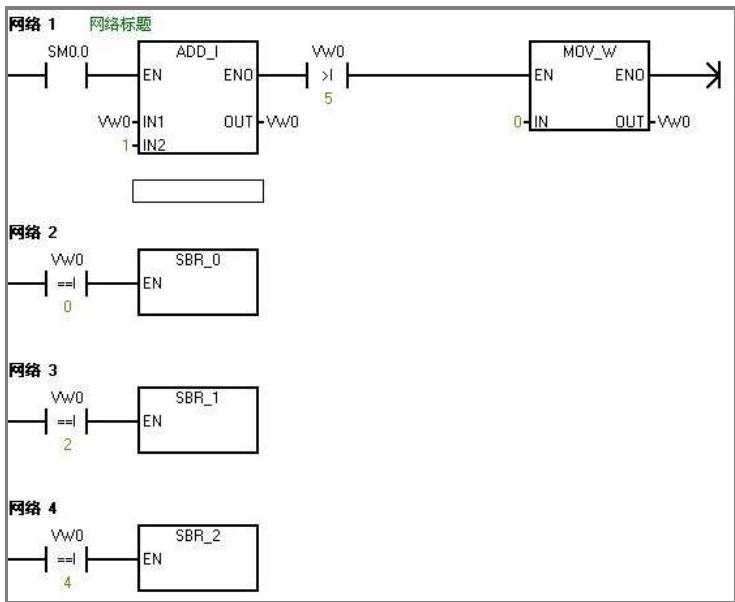 网络 1 网络标题
SM0.0 ADD_I VW0 MOV_W
EN ENO >I EN ENO
5
VW0 IN1 OUT VW0 0 IN OUT VW0
1 IN2
网络 2
VW0 SBR_0
==I EN
0
网络 3
VW0 SBR_1
==I EN
2
网络 4
VW0 SBR_2
==I EN
4